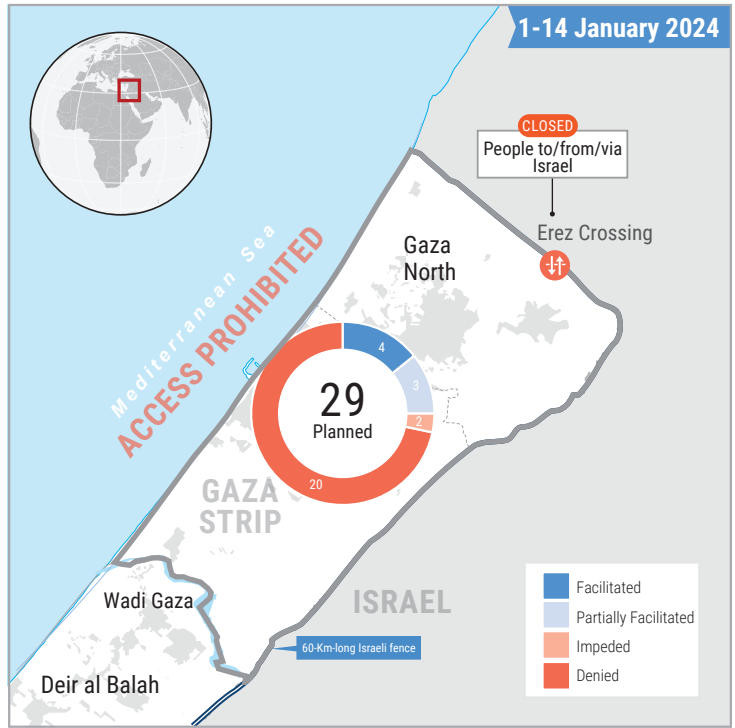 1-14 January 2024
CLOSED
People to/from/via
Israel
Erez Crossing
Gaza
North
Mediterranean Sea
ACCESS PROHIBITED
4
3
2
20
29
Planned
GAZA
STRIP
Wadi Gaza
ISRAEL
60-Km-long Israeli fence
Deir al Balah
Facilitated
Partially Facilitated
Impeded
Denied